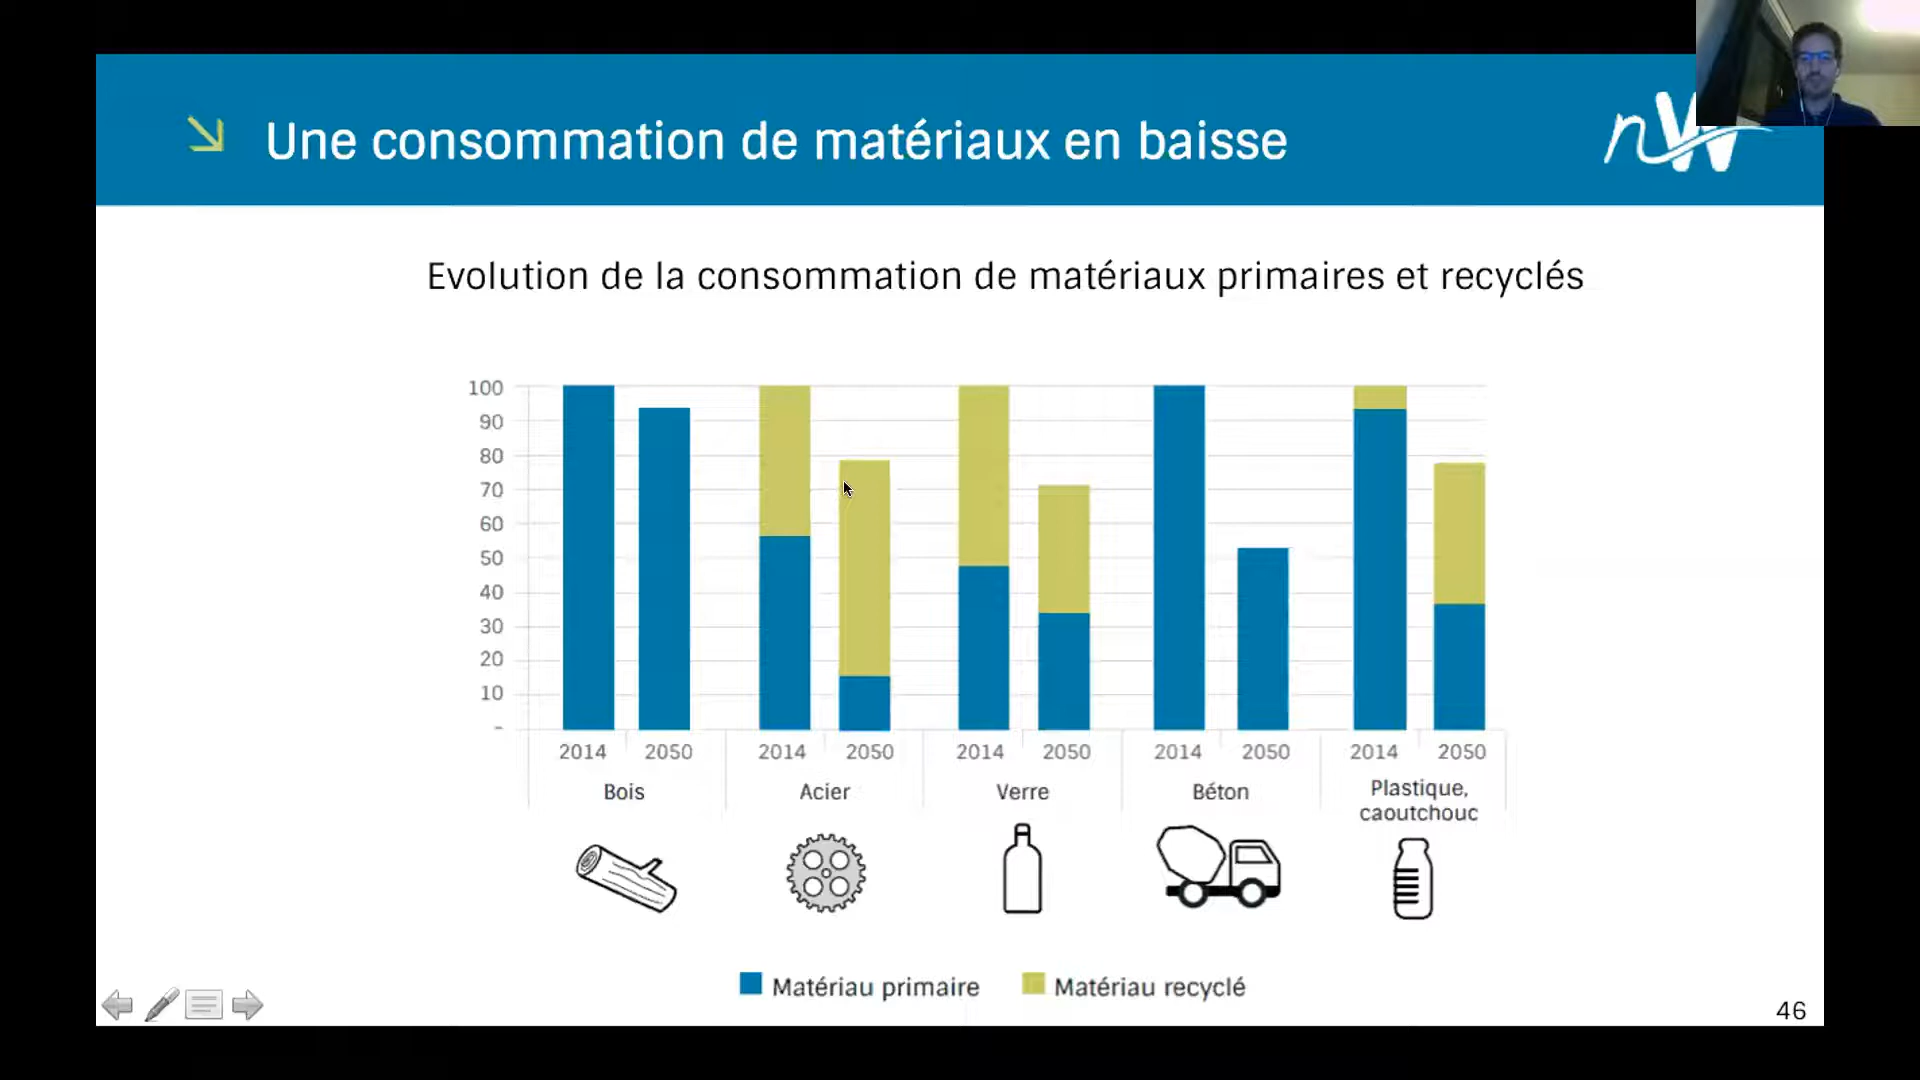 Une consommation de matériaux en baisse
nW
Evolution de la consommation de matériaux primaires et recyclés
100
90
80
70
60
50
40
30
20
10
-
2014 2050 2014 2050 2014 2050 2014 2050 2014 2050
Bois Acier Verre Béton Plastique, caoutchouc
Matériau primaire Matériau recyclé
46